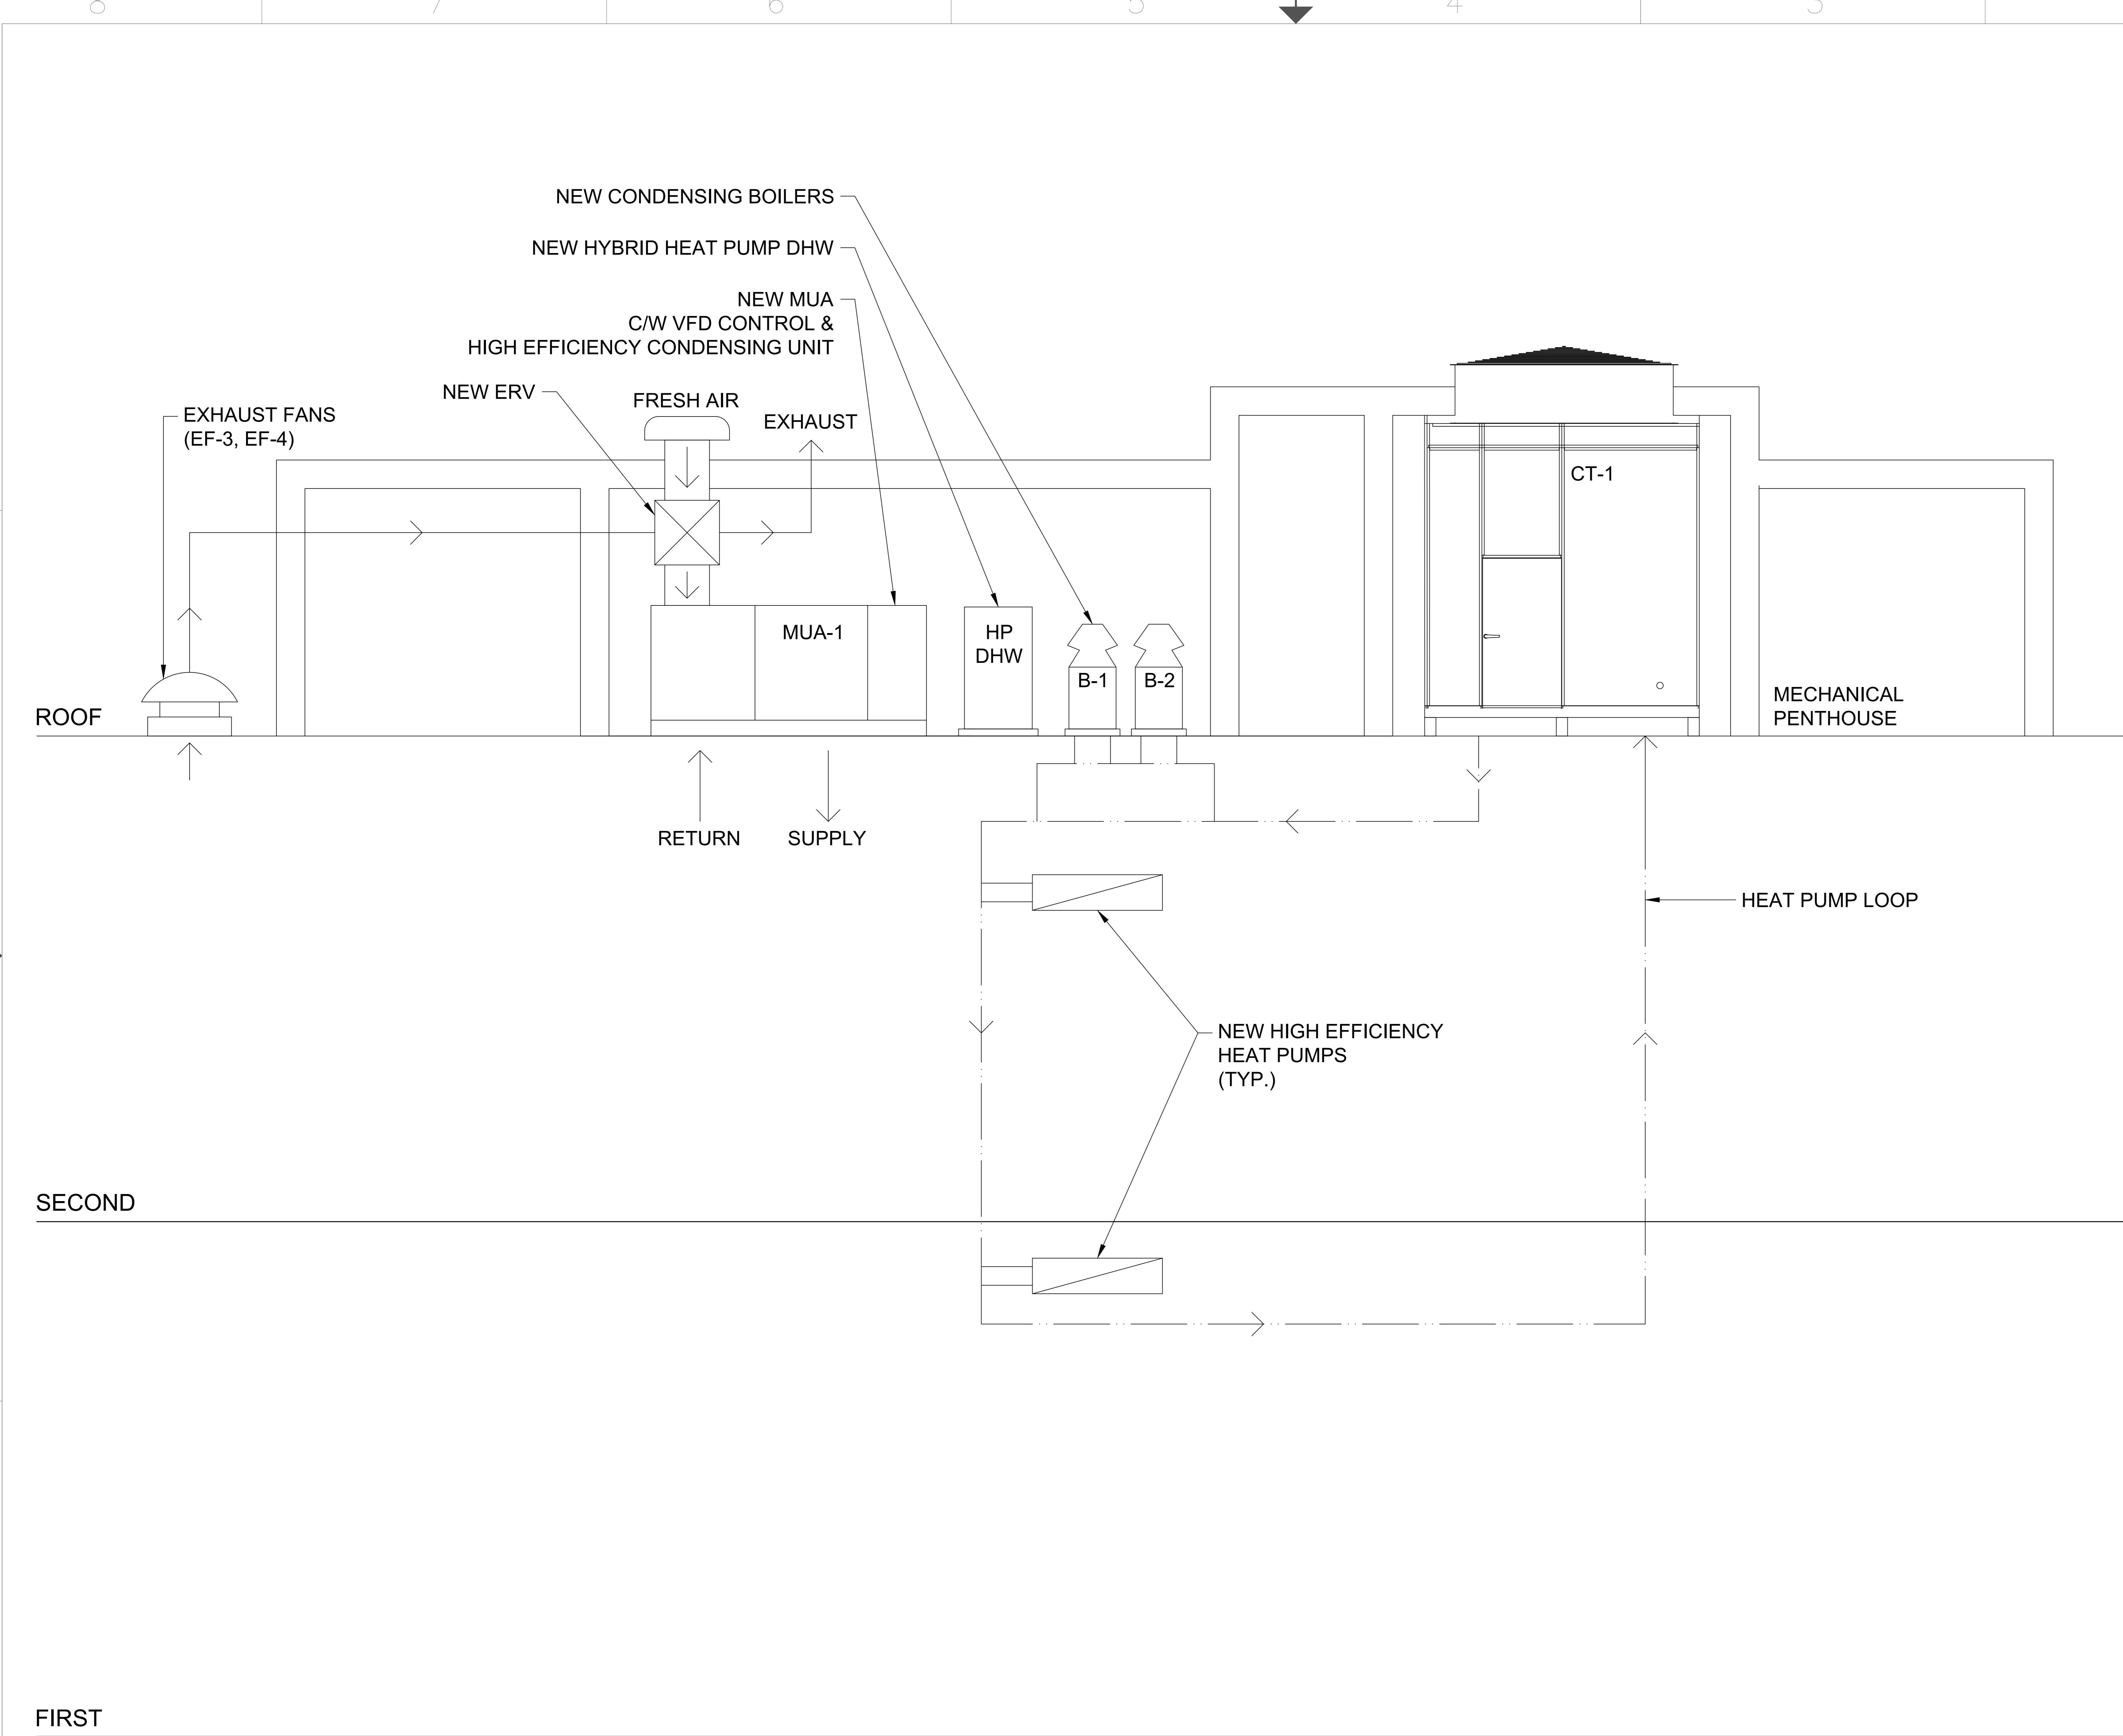 NEW CONDENSING BOILERS
NEW HYBRID HEAT PUMP DHW
NEW MUA
C/W VFD CONTROL &
HIGH EFFICIENCY CONDENSING UNIT
NEW ERV
FRESH AIR
EXHAUST
EXHAUST FANS
(EF-3, EF-4)
CT-1
MUA-1
HP
DHW
B-1
B-2
MECHANICAL
PENTHOUSE
ROOF
RETURN
SUPPLY
HEAT PUMP LOOP
NEW HIGH EFFICIENCY
HEAT PUMPS
(TYP.)
SECOND
FIRST